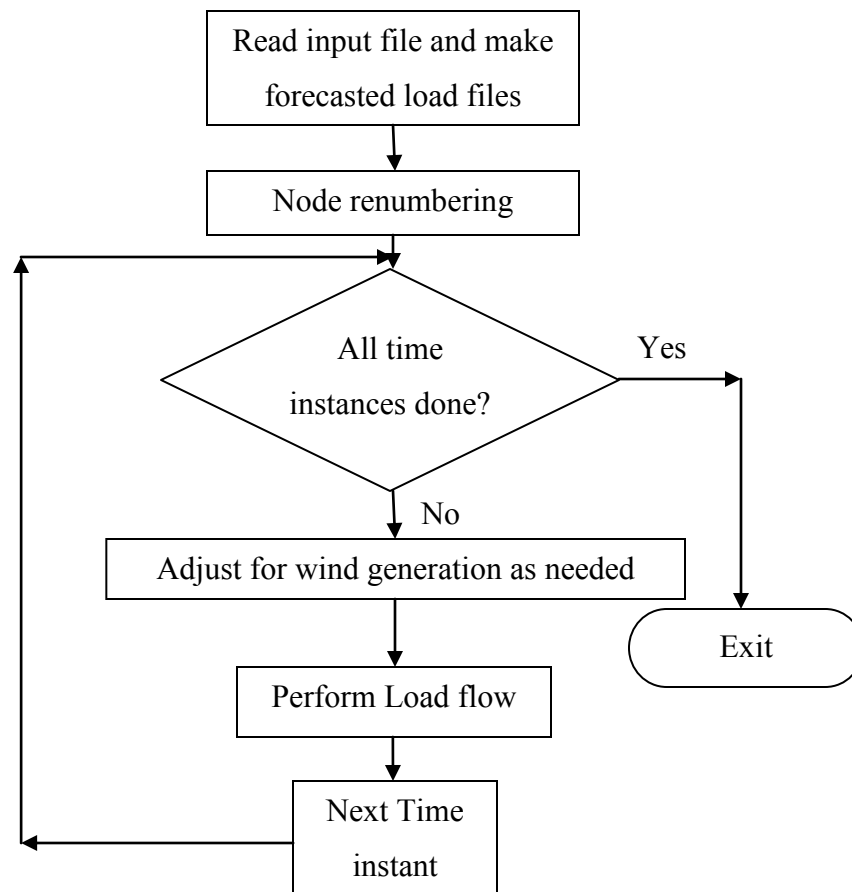 Read input file and make
forecasted load files
Node renumbering
All time
instances done?
Yes
No
Adjust for wind generation as needed
Exit
Perform Load flow
Next Time
instant